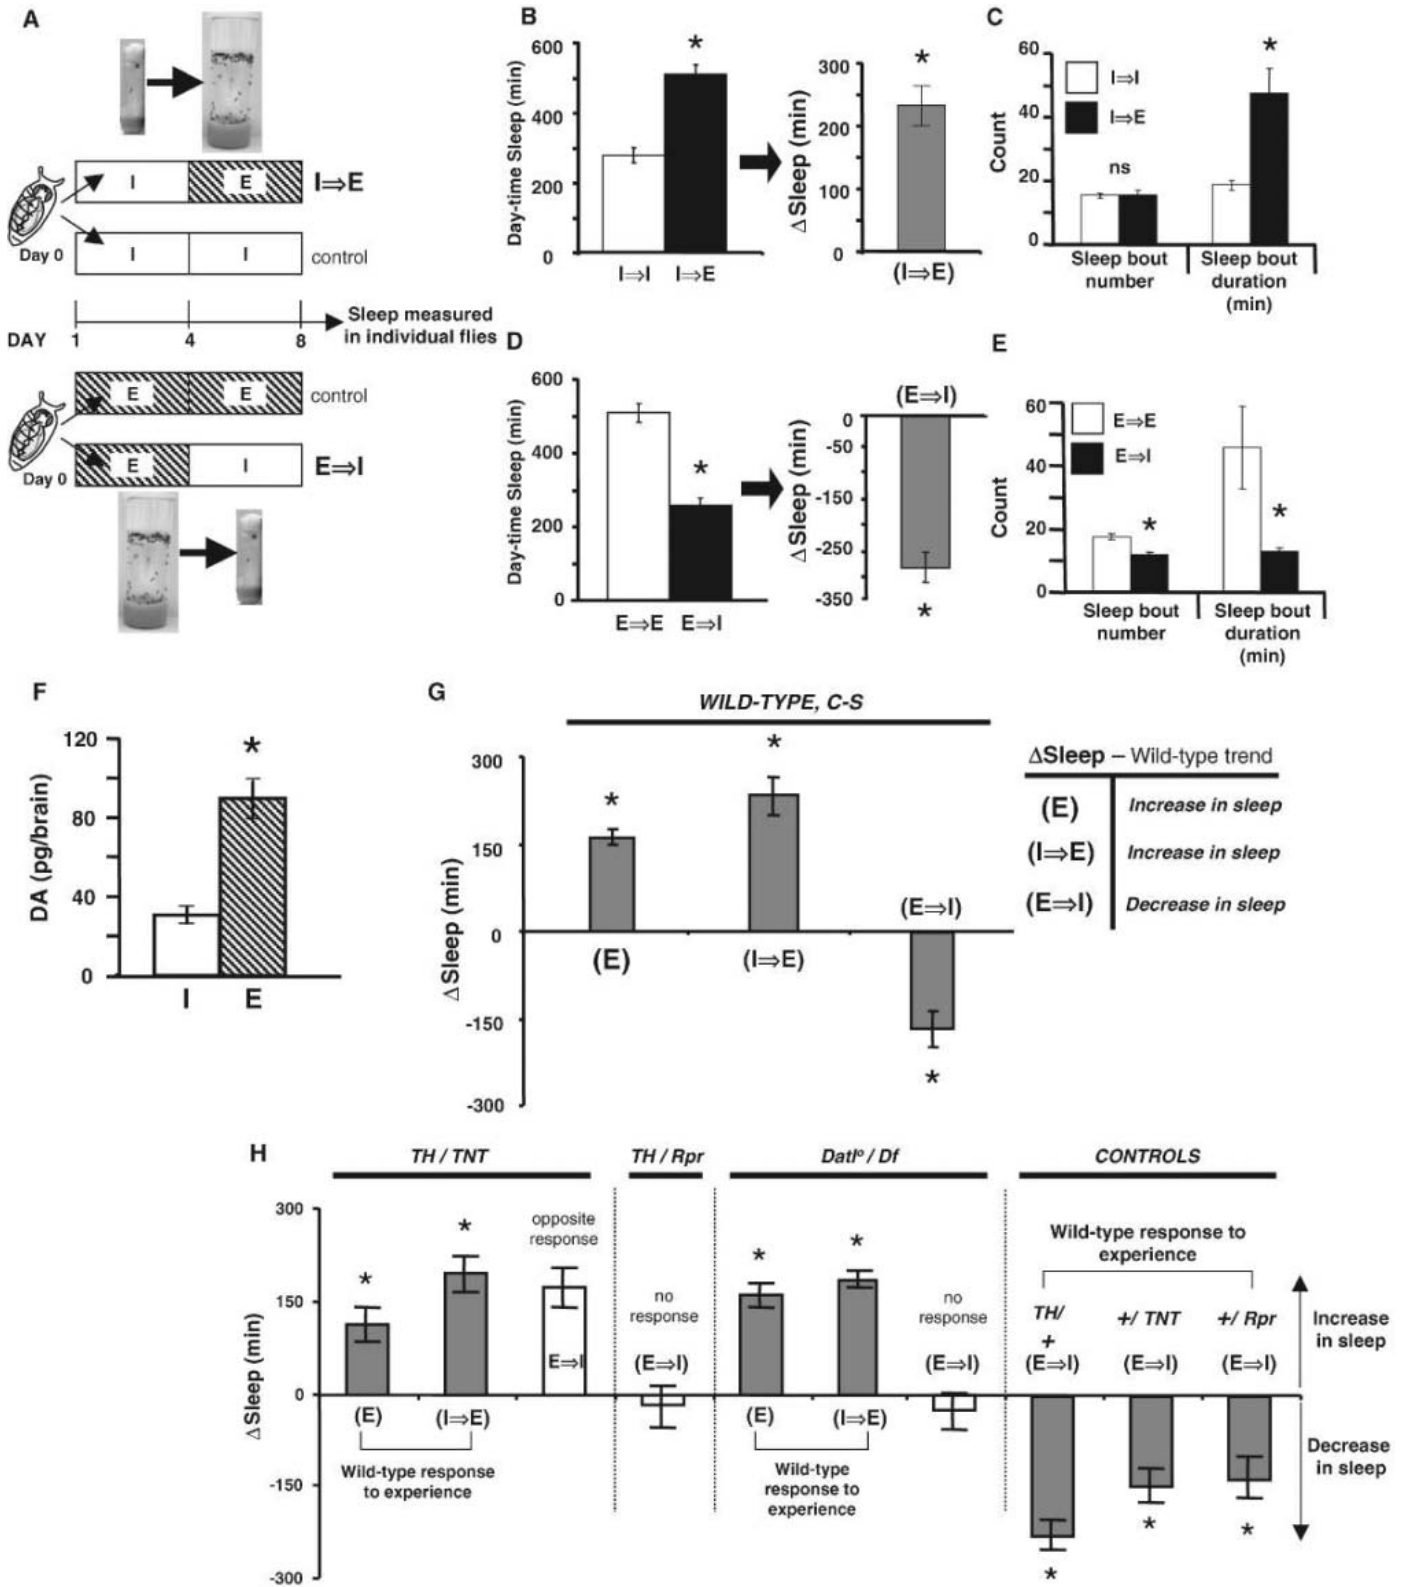 A
I
E
I⇒E
Day 0
I
I
control
DAY
1
4
8
Sleep measured
in individual flies
E
E
control
E
I
E⇒I
Day 0
B
Day-time Sleep (min)
600
400
200
0
*
I⇒I
I⇒E
Δ Sleep (min)
300
200
100
0
*
(I⇒E)
C
Count
60
40
20
0
I⇒I
I⇒E
ns
*
Sleep bout
number
Sleep bout
duration
(min)
D
Day-time Sleep (min)
600
400
200
0
*
E⇒E
E⇒I
Δ Sleep (min)
(E⇒I)
0
-50
-150
-250
-350
*
E
Count
60
40
20
0
E⇒E
E⇒I
*
*
Sleep bout
number
Sleep bout
duration
(min)
F
DA (pg/brain)
120
80
40
0
*
I
E
G
WILD-TYPE, C-S
Δ Sleep (min)
300
150
0
-150
-300
*
*
(E)
(I⇒E)
(E⇒I)
*
ΔSleep – Wild-type trend
(E) Increase in sleep
(I⇒E) Increase in sleep
(E⇒I) Decrease in sleep
H
TH / TNT
TH / Rpr
Datlº / Df
CONTROLS
Δ Sleep (min)
300
150
0
-150
-300
*
*
opposite
response
E⇒I
(E)
(I⇒E)
Wild-type response
to experience
no
response
(E⇒I)
*
*
(E)
(I⇒E)
Wild-type
response to
experience
no
response
(E⇒I)
Wild-type response to
experience
TH/
+
(E⇒I)
+/ TNT
(E⇒I)
+/ Rpr
(E⇒I)
*
*
*
Increase
in sleep
Decrease
in sleep